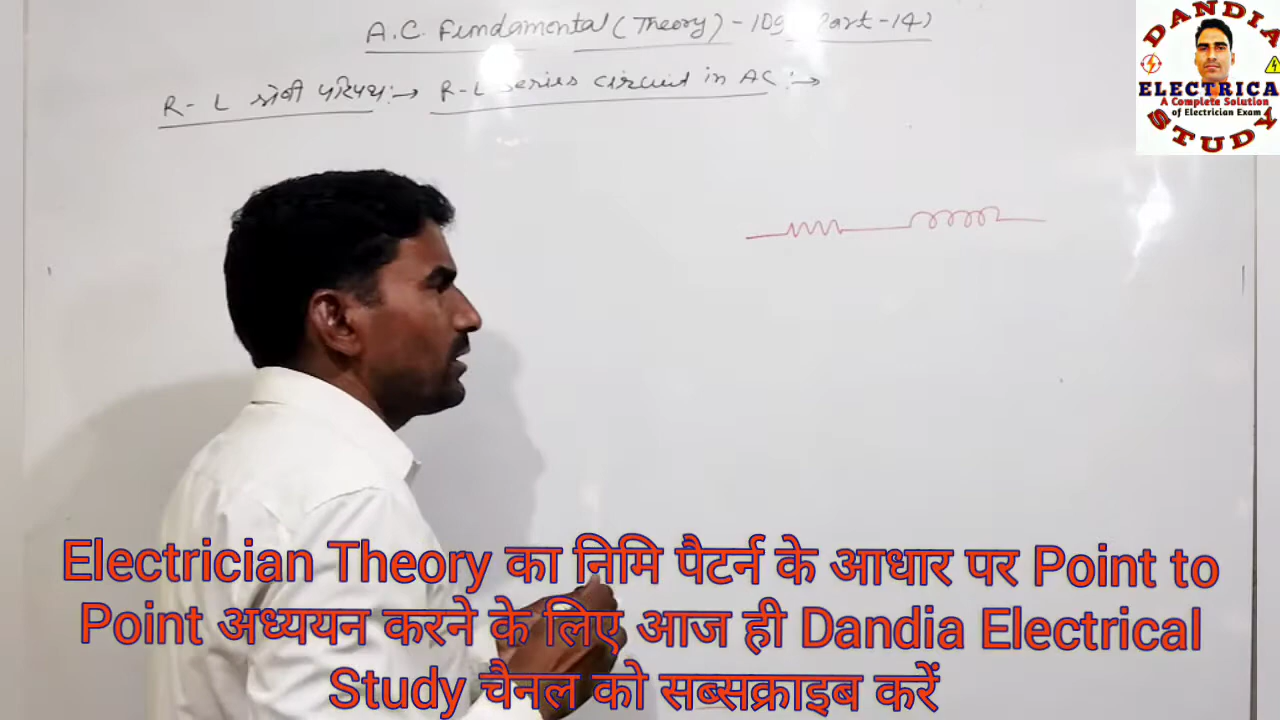 A.C. Fundamental (Theory) - 109 (Part-14)
R-L श्रेणी परिपथ :→ R-L series circuit in AC :→
DANDIA
ELECTRICA
A Complete Solution
of Electrician Exam
STUDY
Electrician Theory का निमि पैटर्न के आधार पर Point to
Point अध्ययन करने के लिए आज ही Dandia Electrical
Study चैनल को सब्सक्राइब करें